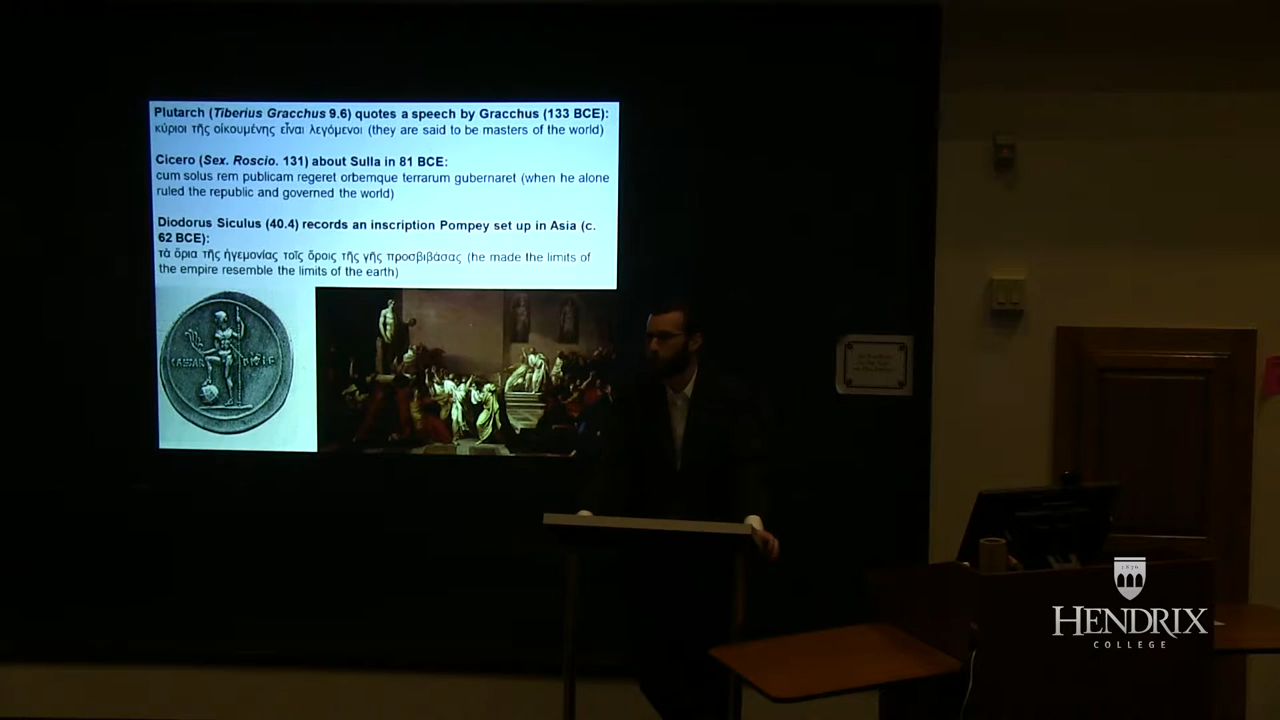 Plutarch (Tiberius Gracchus 9.6) quotes a speech by Gracchus (133 BCE):
κύριοι τῆς οἰκουμένης εἶναι λεγόμενοι (they are said to be masters of the world)
Cicero (Sex. Roscio. 131) about Sulla in 81 BCE:
cum solus rem publicam regeret orbemque terrarum gubernaret (when he alone
ruled the republic and governed the world)
Diodorus Siculus (40.4) records an inscription Pompey set up in Asia (c.
62 BCE):
τὰ ὅρια τῆς ἡγεμονίας τοῖς ὅροις τῆς γῆς προσβιβάσας (he made the limits of
the empire resemble the limits of the earth)
CAESAR
1876
HENDRIX
COLLEGE